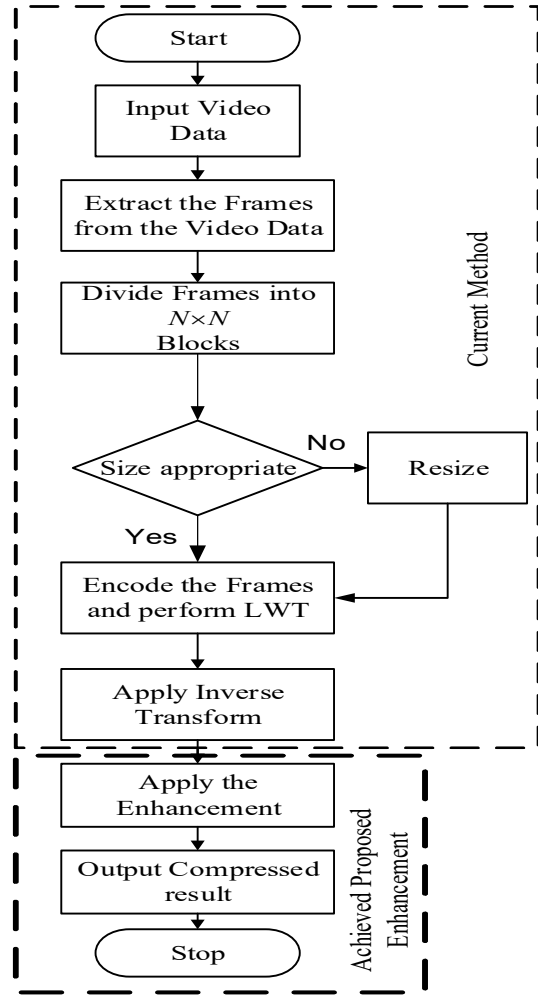 Start
Input Video
Data
Extract the Frames
from the Video Data
Divide Frames into
N×N
Blocks
Size appropriate
No
Resize
Yes
Encode the Frames
and perform LWT
Apply Inverse
Transform
Current Method
Apply the
Enhancement
Output Compressed
result
Stop
Achieved Proposed
Enhancement